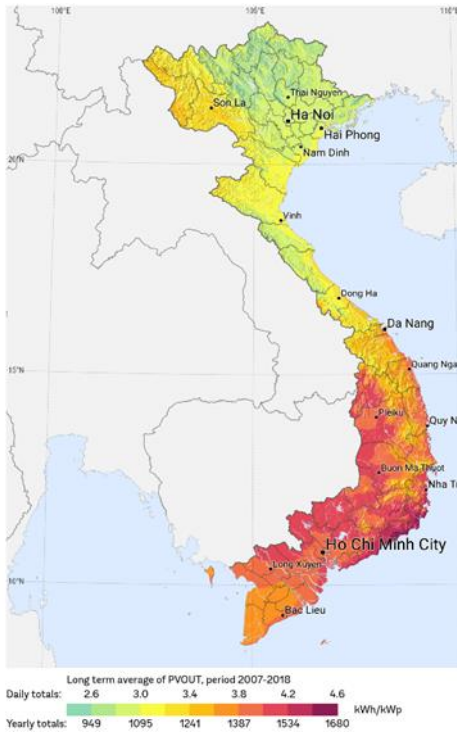 100°E
105°E
110°E
Thai Nguyen
Son La
Ha Noi
Hai Phong
Nam Dinh
20°N
Vinh
Dong Ha
Da Nang
Quang Nga
15°N
Pleiku
Quy N
Buon Ma Thuot
Nha Tr
Ho Chi Minh City
Long Xuyen
10°N
Bac Lieu
Long term average of PVOUT, period 2007-2018
Daily totals: 2.6 3.0 3.4 3.8 4.2 4.6
kWh/kWp
Yearly totals: 949 1095 1241 1387 1534 1680